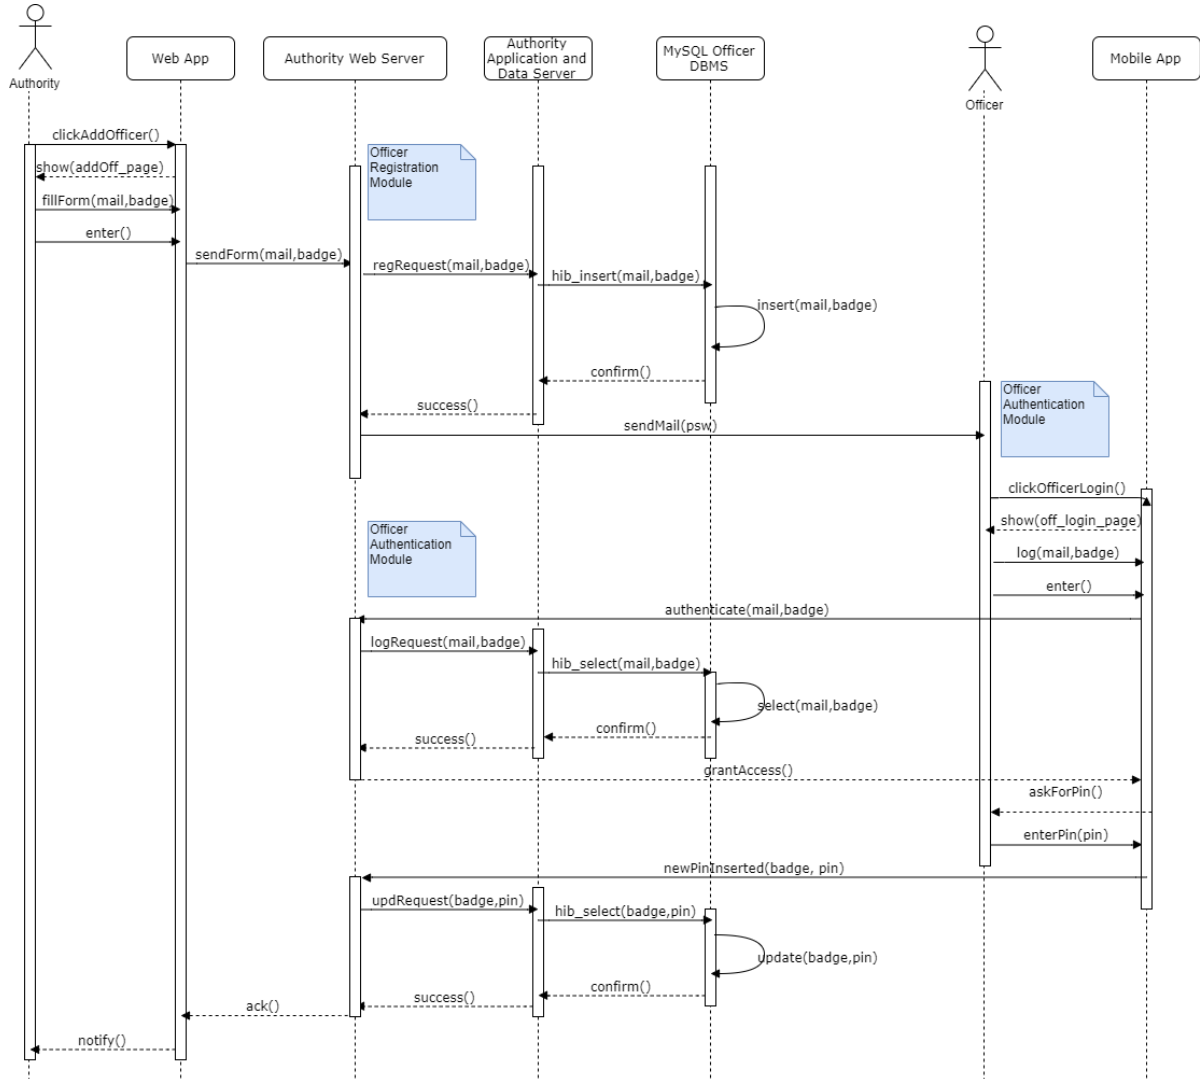 Authority
Web App
Authority Web Server
Authority
Application and
Data Server
MySQL Officer
DBMS
Officer
Mobile App
clickAddOfficer()
show(addOff_page)
fillForm(mail,badge)
enter()
Officer
Registration
Module
sendForm(mail,badge)
regRequest(mail,badge)
hib_insert(mail,badge)
insert(mail,badge)
confirm()
success()
sendMail(psw)
Officer
Authentication
Module
clickOfficerLogin()
show(off_login_page)
log(mail,badge)
enter()
Officer
Authentication
Module
authenticate(mail,badge)
logRequest(mail,badge)
hib_select(mail,badge)
select(mail,badge)
confirm()
success()
grantAccess()
askForPin()
enterPin(pin)
newPinInserted(badge, pin)
updRequest(badge,pin)
hib_select(badge,pin)
update(badge,pin)
confirm()
success()
ack()
notify()